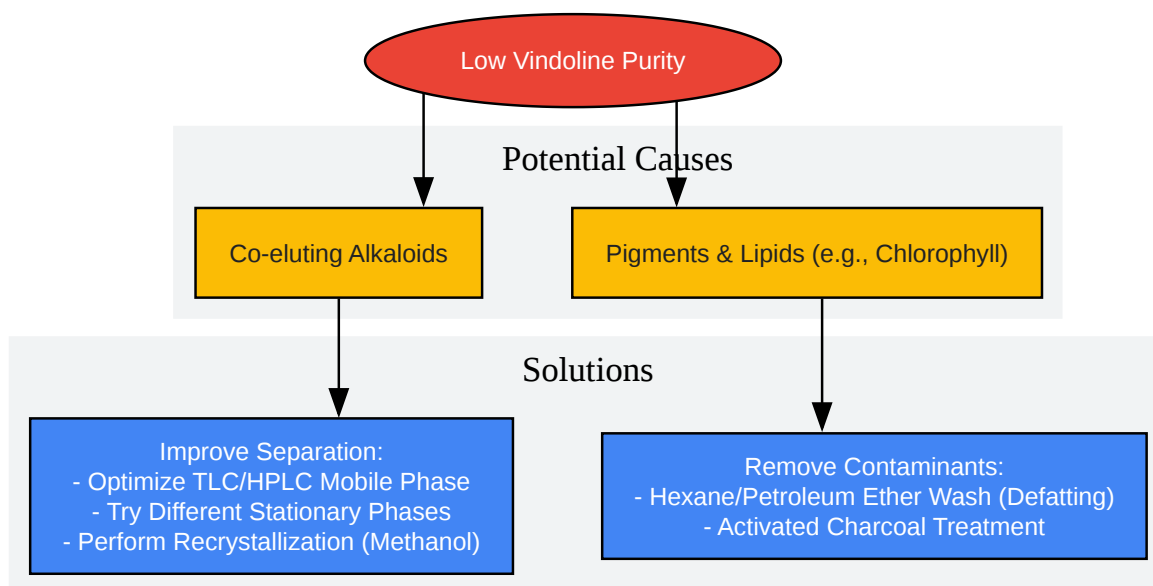 Low Vindoline Purity
Potential Causes
Co-eluting Alkaloids
Pigments & Lipids (e.g., Chlorophyll)
Solutions
Improve Separation:
- Optimize TLC/HPLC Mobile Phase
- Try Different Stationary Phases
- Perform Recrystallization (Methanol)
Remove Contaminants:
- Hexane/Petroleum Ether Wash (Defatting)
- Activated Charcoal Treatment